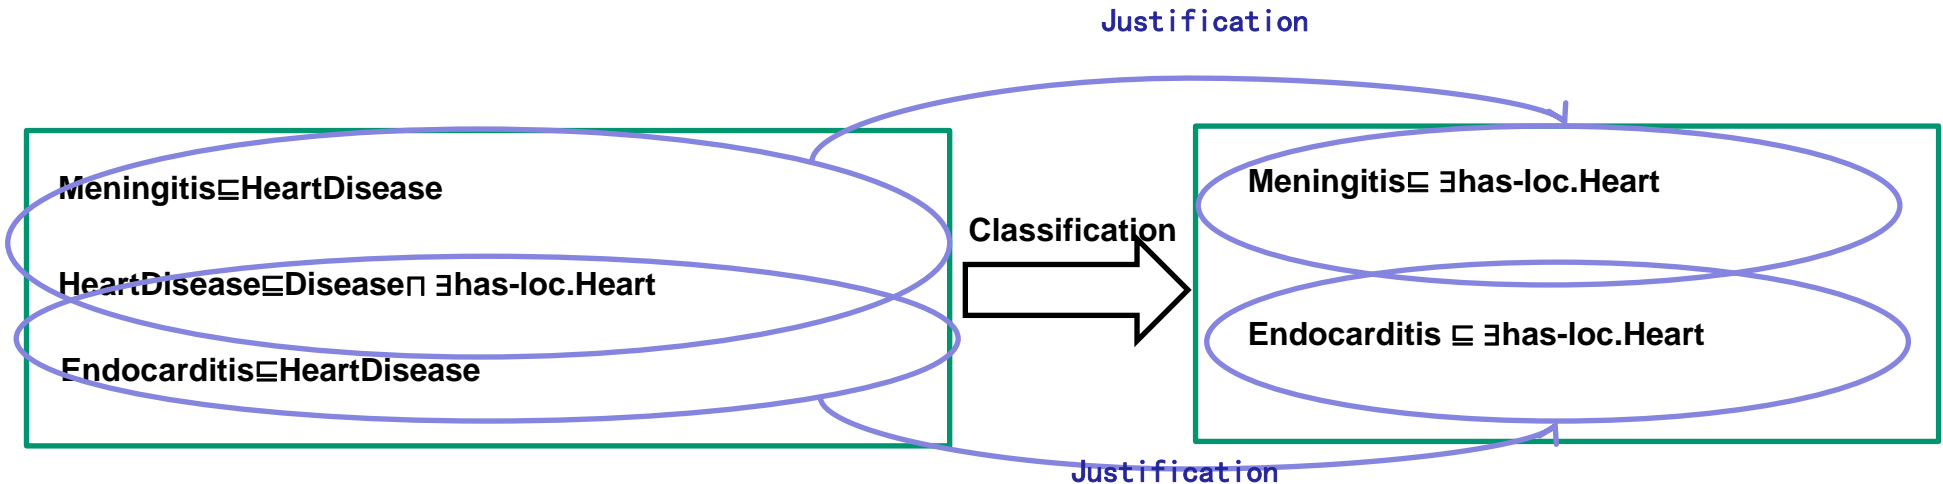 Justification
Meningitis⊑HeartDisease
HeartDisease⊑Disease⊓ ∃has-loc.Heart
Endocarditis⊑HeartDisease
Classification
Meningitis⊑ ∃has-loc.Heart
Endocarditis ⊑ ∃has-loc.Heart
Justification